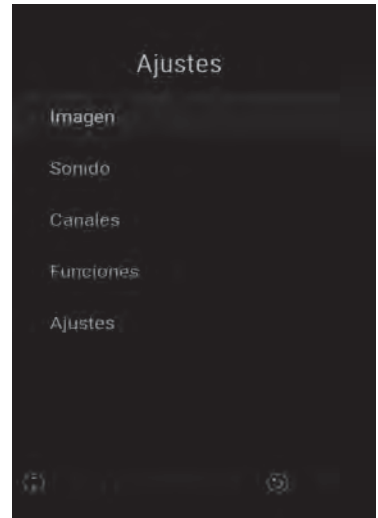 Ajustes
Imagen
Sonido
Canales
Funciones
Ajustes